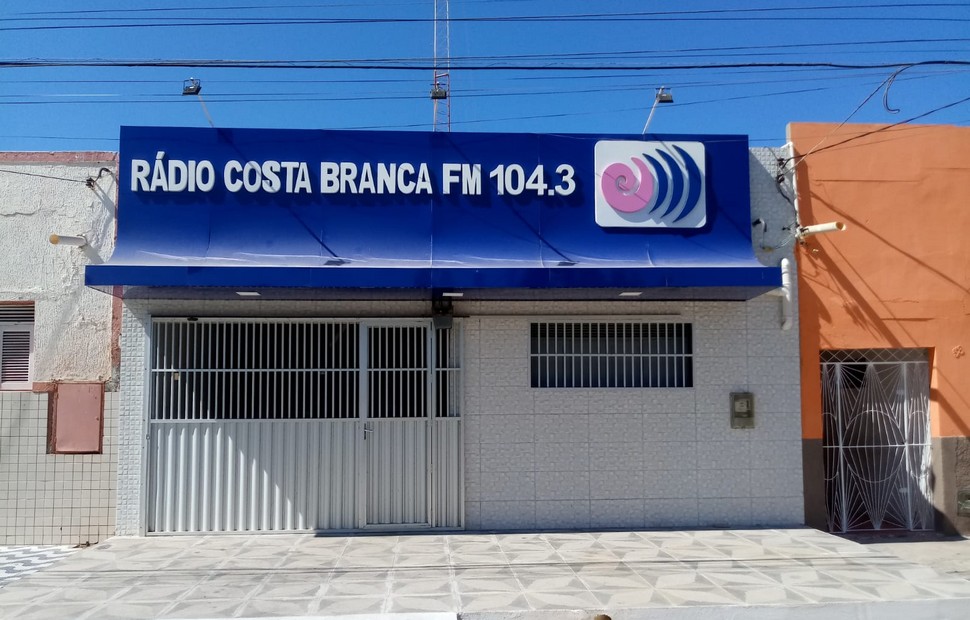 RÁDIO COSTA BRANCA FM 104.3